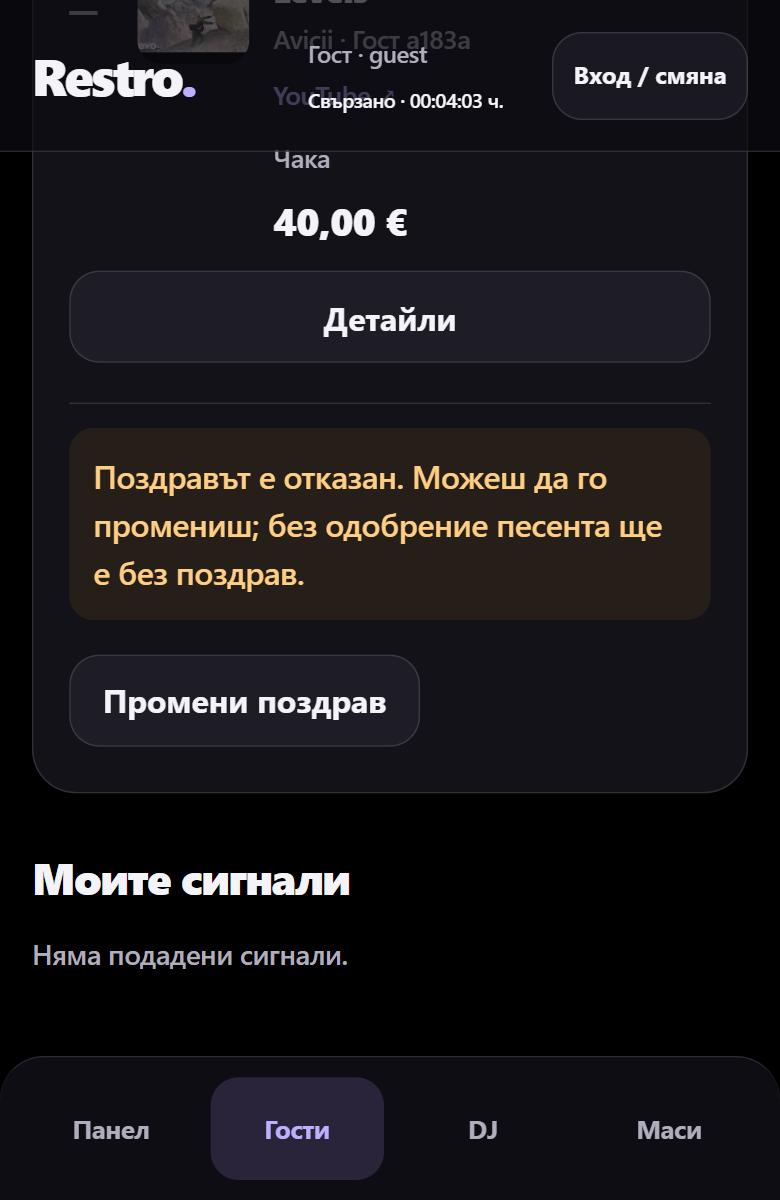 Avicii · Гост a183a
Гост · guest
Restro.
Вход / смяна
YouTube ↗
Свързано · 00:04:03 ч.
Чака
40,00 €
Детайли
Поздравът е отказан. Можеш да го
промениш; без одобрение песента ще
е без поздрав.
Промени поздрав
Моите сигнали
Няма подадени сигнали.
Панел
Гости
DJ
Маси